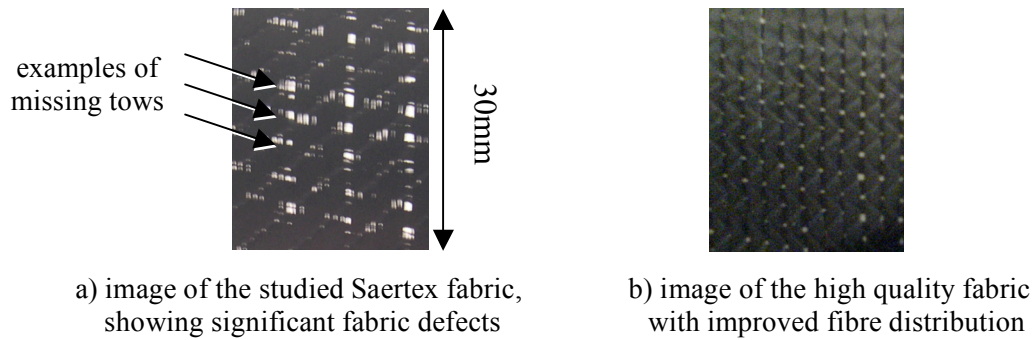 examples of
missing tows
30mm
a) image of the studied Saertex fabric,
showing significant fabric defects
b) image of the high quality fabric
with improved fibre distribution